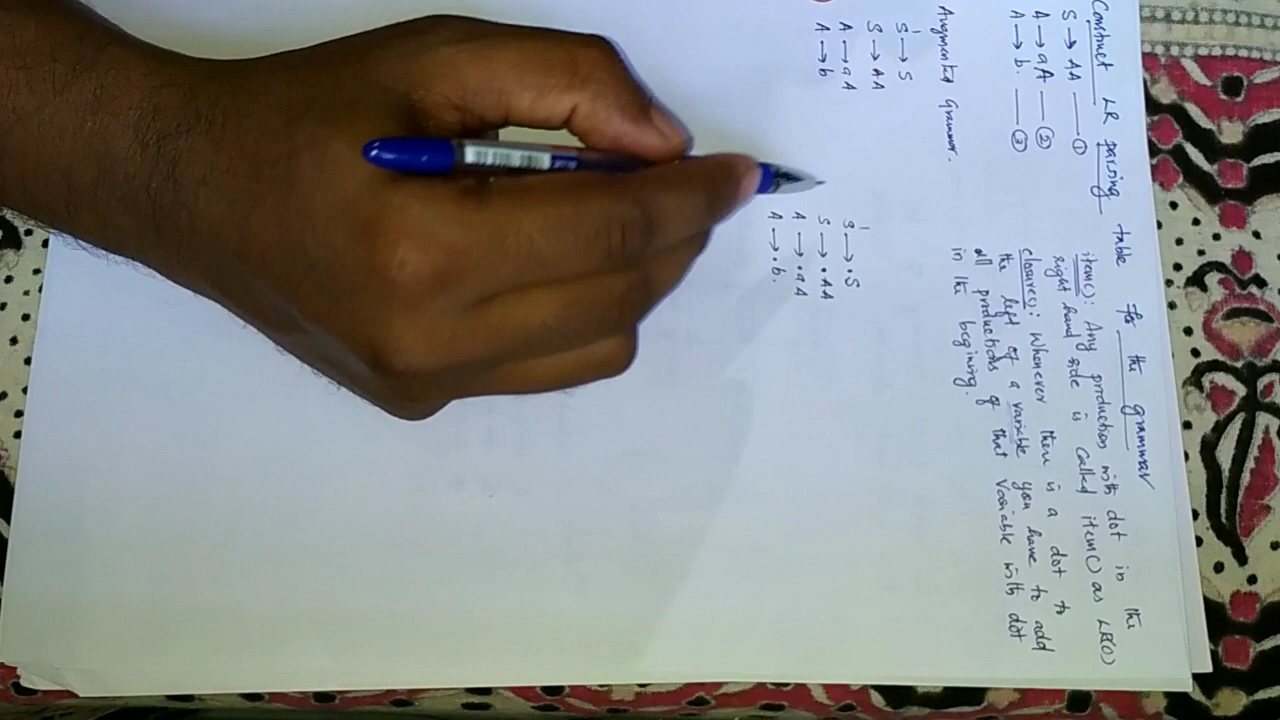 Construct LR parsing table for the grammar
S → AA — ①
A → aA — ②
A → b. — ③
item(): Any production with dot in the
right hand side is called item() as LR(0)
closure(): Whenever there is a dot to
the left of a variable you have to add
all productions of that variable with dot
in the begining.
Augmented Grammar.
S' → S
S → AA
A → aA
A → b
S' → .S
S → .AA
A → .aA
A → .b.